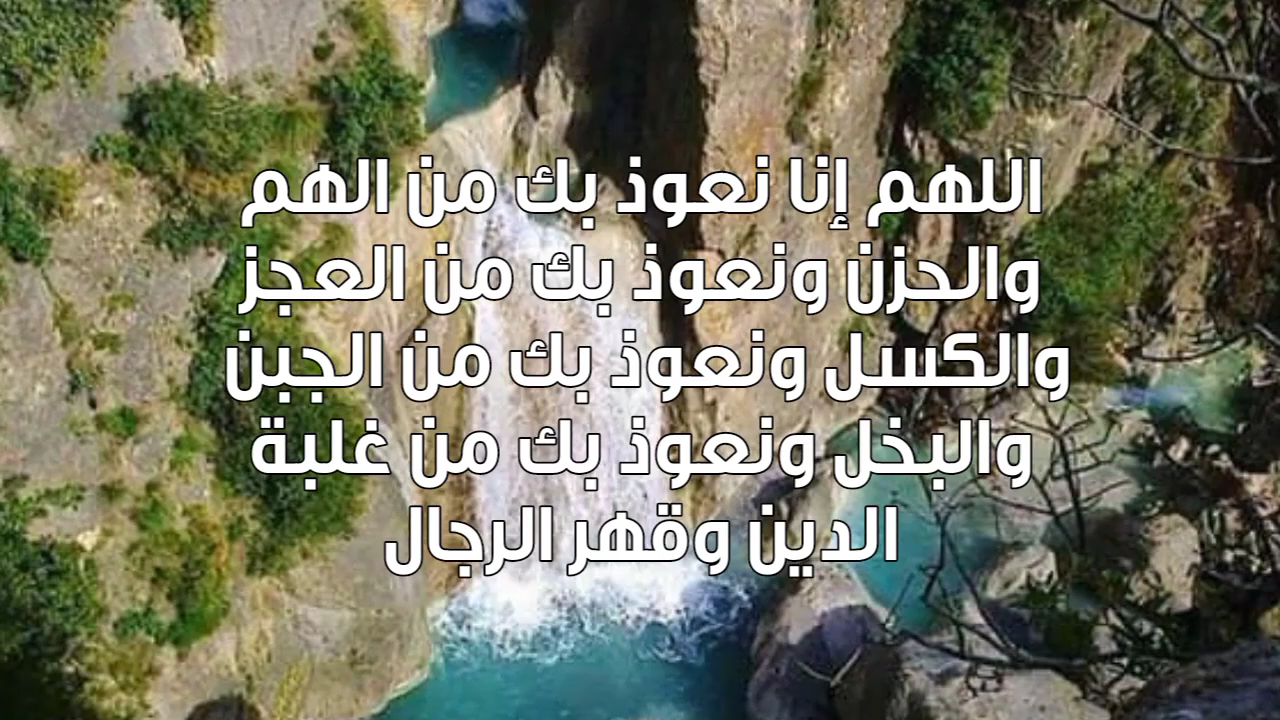 اللهم إنا نعوذ بك من الهم
والحزن ونعوذ بك من العجز
والكسل ونعوذ بك من الجبن
والبخل ونعوذ بك من غلبة
الدين وقهر الرجال